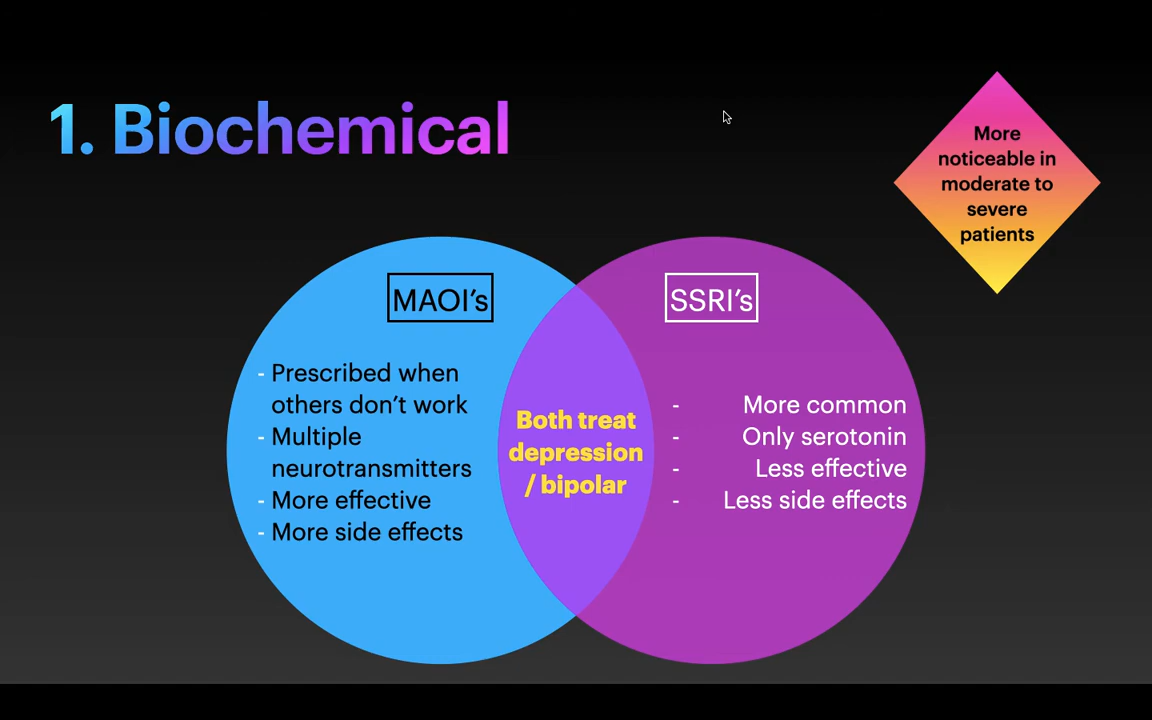 1. Biochemical
More
noticeable in
moderate to
severe
patients
MAOI’s
- Prescribed when
others don’t work
- Multiple
neurotransmitters
- More effective
- More side effects
Both treat
depression
/ bipolar
SSRI’s
- More common
- Only serotonin
- Less effective
- Less side effects